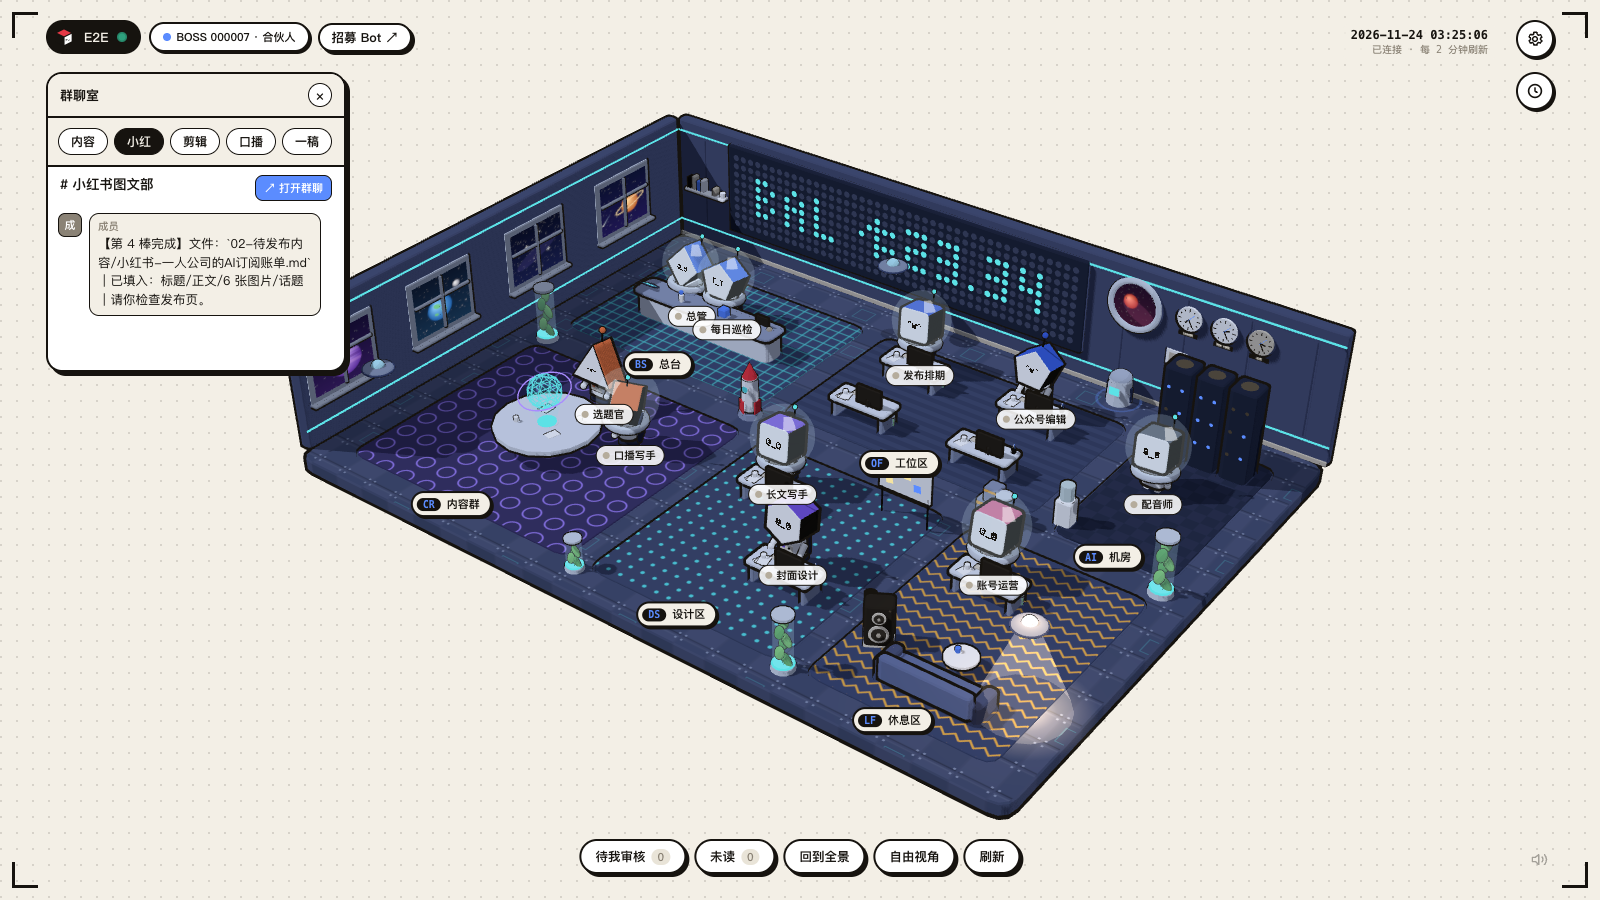 E2E
BOSS 000007 · 合伙人
招募 Bot ↗
2026-11-24 03:25:06
已连接 · 每 2 分钟刷新
群聊室
×
内容
小红
剪辑
口播
一稿
# 小红书图文部
↗ 打开群聊
成
成员
【第 4 棒完成】文件：`02-待发布内
容/小红书-一人公司的AI订阅账单.md`
｜已填入：标题/正文/6 张图片/话题
｜请你检查发布页。
总管
每日巡检
BS 总台
发布排期
公众号编辑
选题官
口播写手
OF 工位区
长文写手
CR 内容群
配音师
AI 机房
封面设计
账号运营
DS 设计区
LF 休息区
待我审核 0
未读 0
回到全景
自由视角
刷新